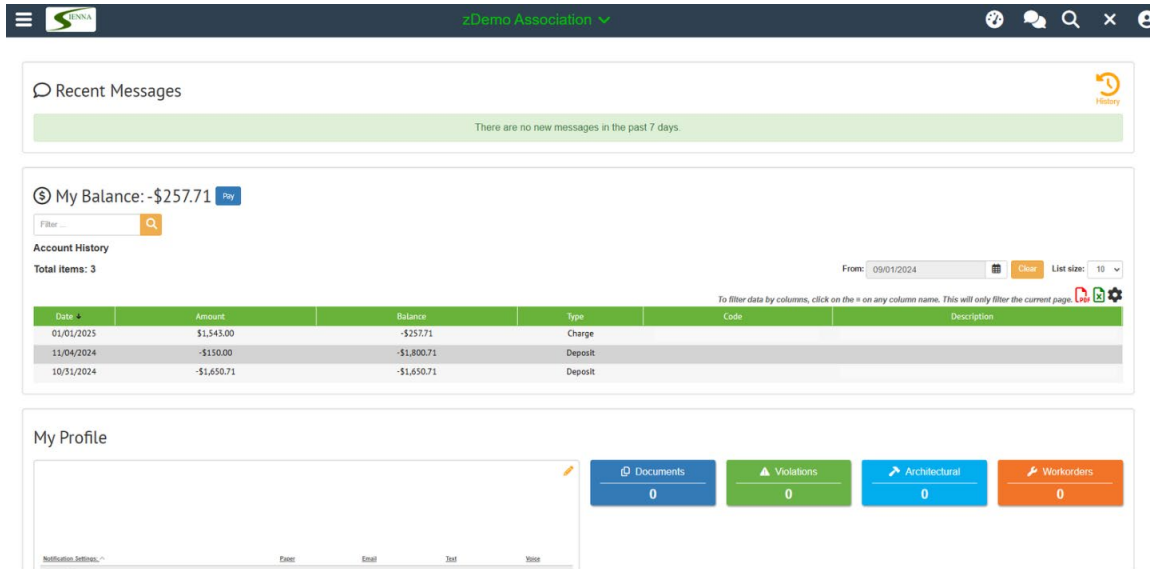 SIENNA
zDemo Association
Recent Messages
History
There are no new messages in the past 7 days.
My Balance: -$257.71 Pay
Filter ...
Account History
Total items: 3
From: 09/01/2024 Clear List size: 10
To filter data by columns, click on the = on any column name. This will only filter the current page. PDF
Date Amount Balance Type Code Description
01/01/2025 $1,543.00 -$257.71 Charge
11/04/2024 -$150.00 -$1,800.71 Deposit
10/31/2024 -$1,650.71 -$1,650.71 Deposit
My Profile
Documents Violations Architectural Workorders
0 0 0 0
Notification Settings: Paper Email Text Voice